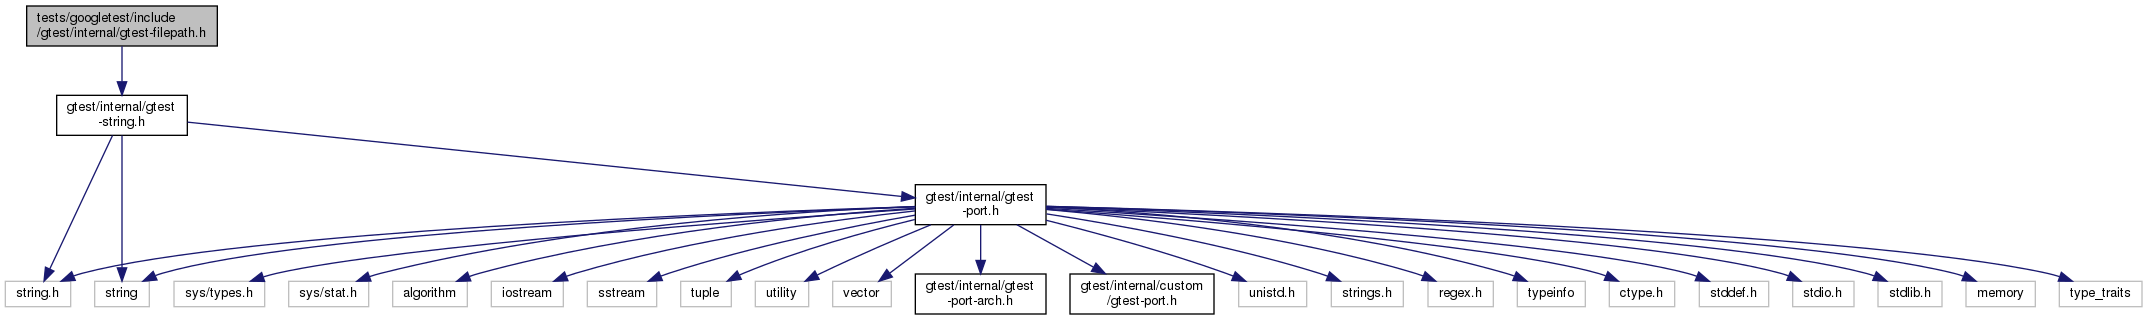 tests/googletest/include
/gtest/internal/gtest-filepath.h
gtest/internal/gtest
-string.h
gtest/internal/gtest
-port.h
string.h
string
sys/types.h
sys/stat.h
algorithm
iostream
sstream
tuple
utility
vector
gtest/internal/gtest
-port-arch.h
gtest/internal/custom
/gtest-port.h
unistd.h
strings.h
regex.h
typeinfo
ctype.h
stddef.h
stdio.h
stdlib.h
memory
type_traits